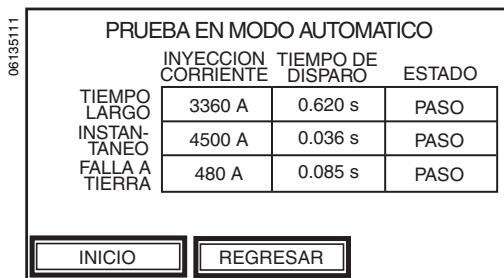 06135111
PRUEBA EN MODO AUTOMATICO
INYECCION CORRIENTE
TIEMPO DE DISPARO
ESTADO
TIEMPO LARGO
3360 A
0.620 s
PASO
INSTAN-
TANEO
4500 A
0.036 s
PASO
FALLA A TIERRA
480 A
0.085 s
PASO
INICIO
REGRESAR